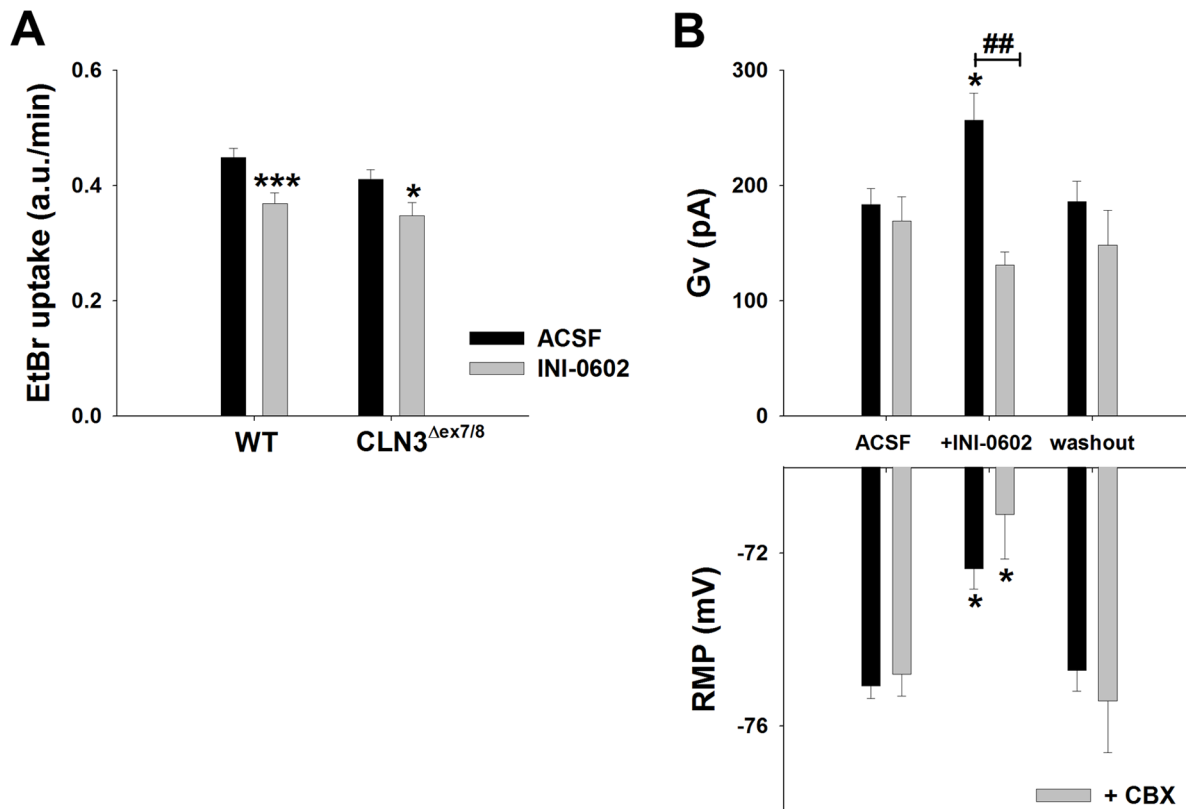 A
EtBr uptake (a.u./min)
0.6
0.4
0.2
0.0
***
*
WT
CLN3Δex7/8
ACSF
INI-0602
B
Gv (pA)
300
200
100
0
##
*
ACSF
+INI-0602
washout
RMP (mV)
-72
-76
*
*
+ CBX